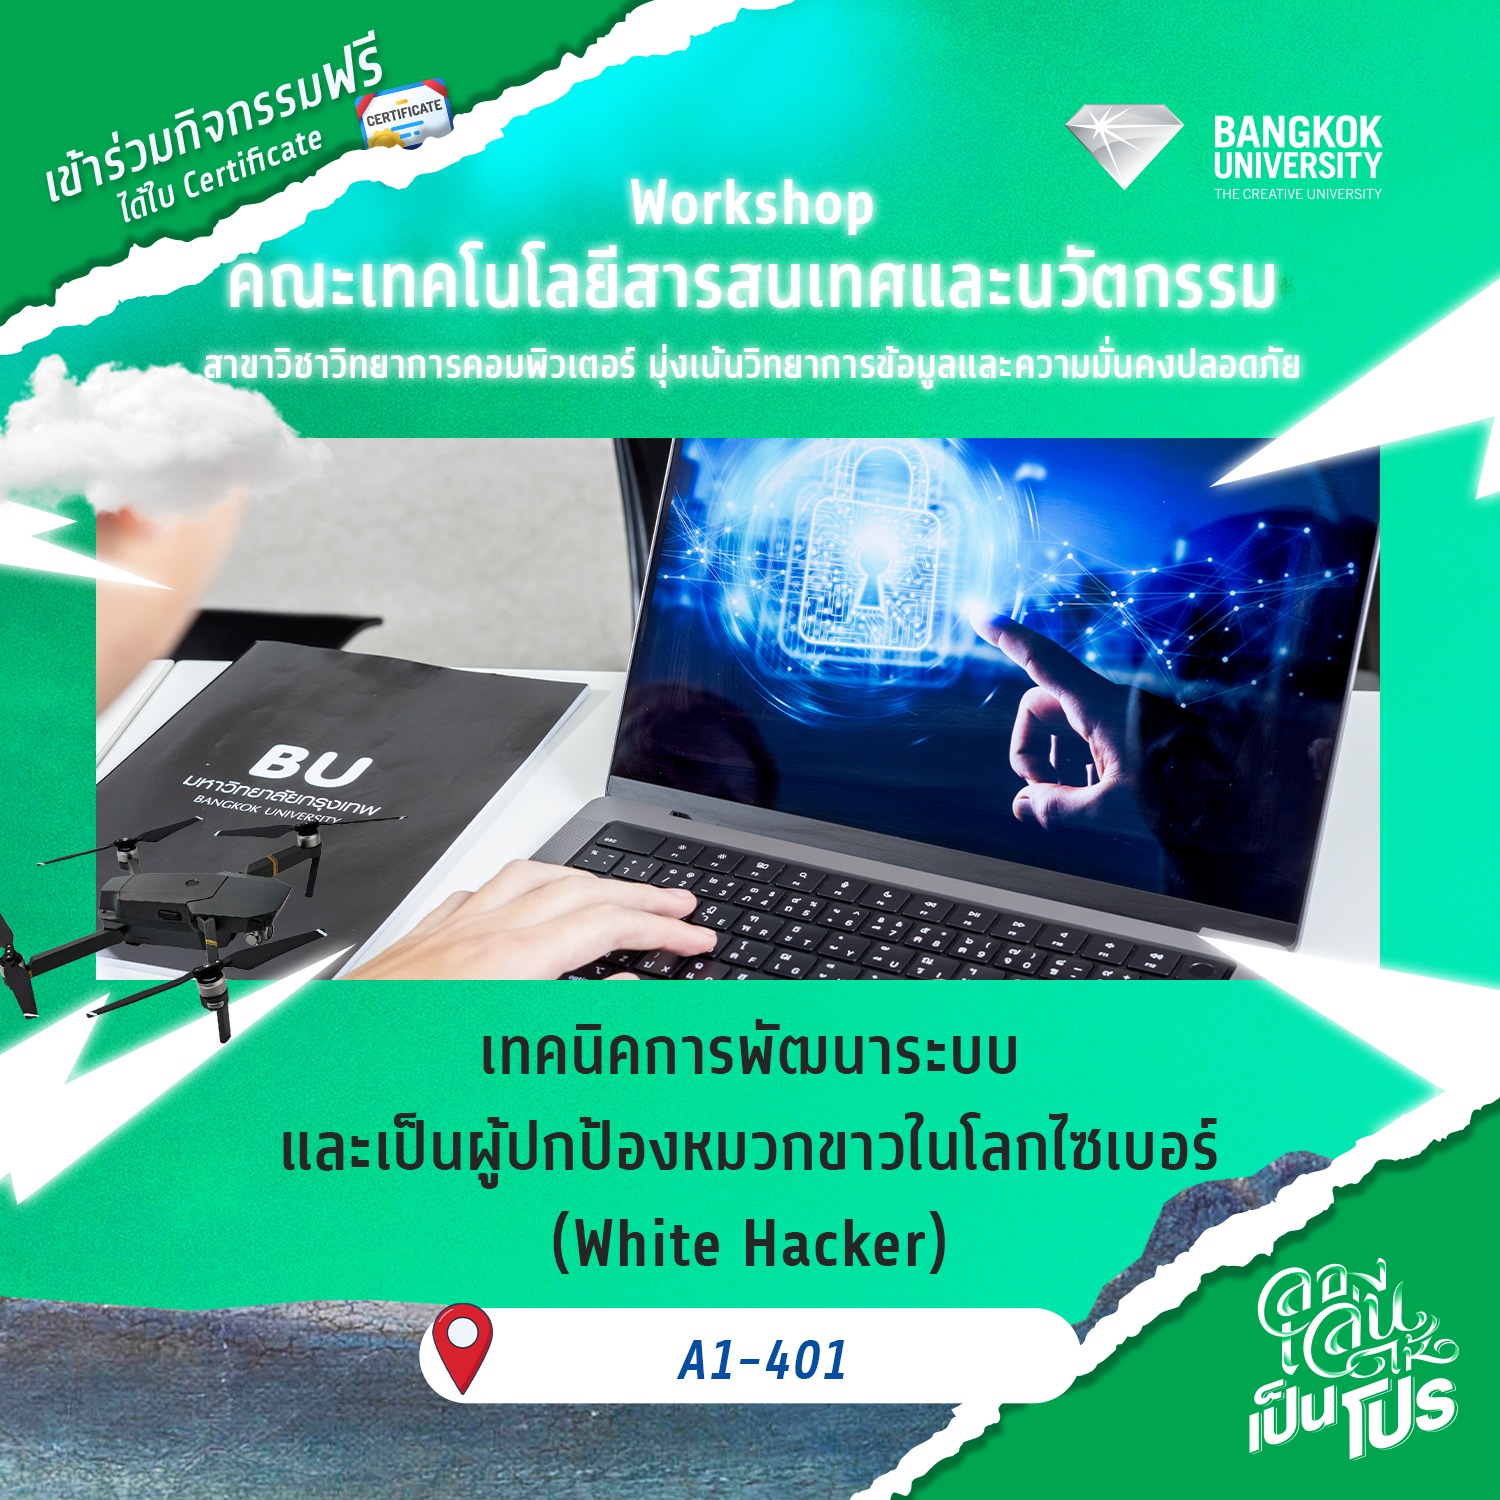 เข้าร่วมกิจกรรมฟรี
ได้ใบ Certificate
CERTIFICATE
BANGKOK
UNIVERSITY
THE CREATIVE UNIVERSITY
Workshop
คณะเทคโนโลยีสารสนเทศและนวัตกรรม
สาขาวิชาวิทยาการคอมพิวเตอร์ มุ่งเน้นวิทยาการข้อมูลและความมั่นคงปลอดภัย
BU
มหาวิทยาลัยกรุงเทพ
BANGKOK UNIVERSITY
เทคนิคการพัฒนาระบบ
และเป็นผู้ปกป้องหมวกขาวในโลกไซเบอร์
(White Hacker)
A1-401
เป็นโปร